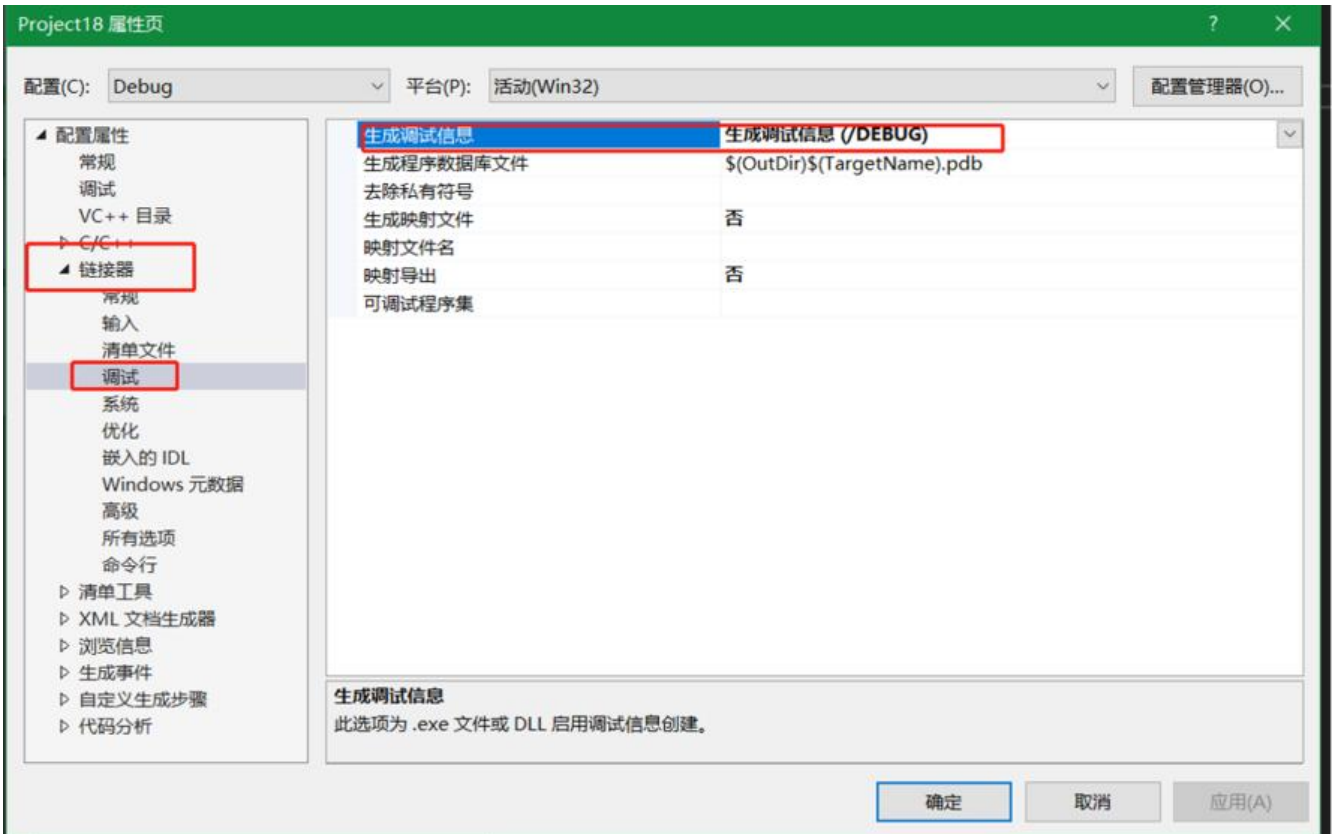 Project18 属性页
?
配置(C): Debug 平台(P): 活动(Win32) 配置管理器(O)...
配置属性
常规
调试
VC++ 目录
C/C++
链接器
常规
输入
清单文件
调试
系统
优化
嵌入的 IDL
Windows 元数据
高级
所有选项
命令行
清单工具
XML 文档生成器
浏览信息
生成事件
自定义生成步骤
代码分析
生成调试信息 生成调试信息 (/DEBUG)
生成程序数据库文件 $(OutDir)$(TargetName).pdb
去除私有符号
生成映射文件 否
映射文件名
映射导出 否
可调试程序集
生成调试信息
此选项为 .exe 文件或 DLL 启用调试信息创建。
确定 取消 应用(A)